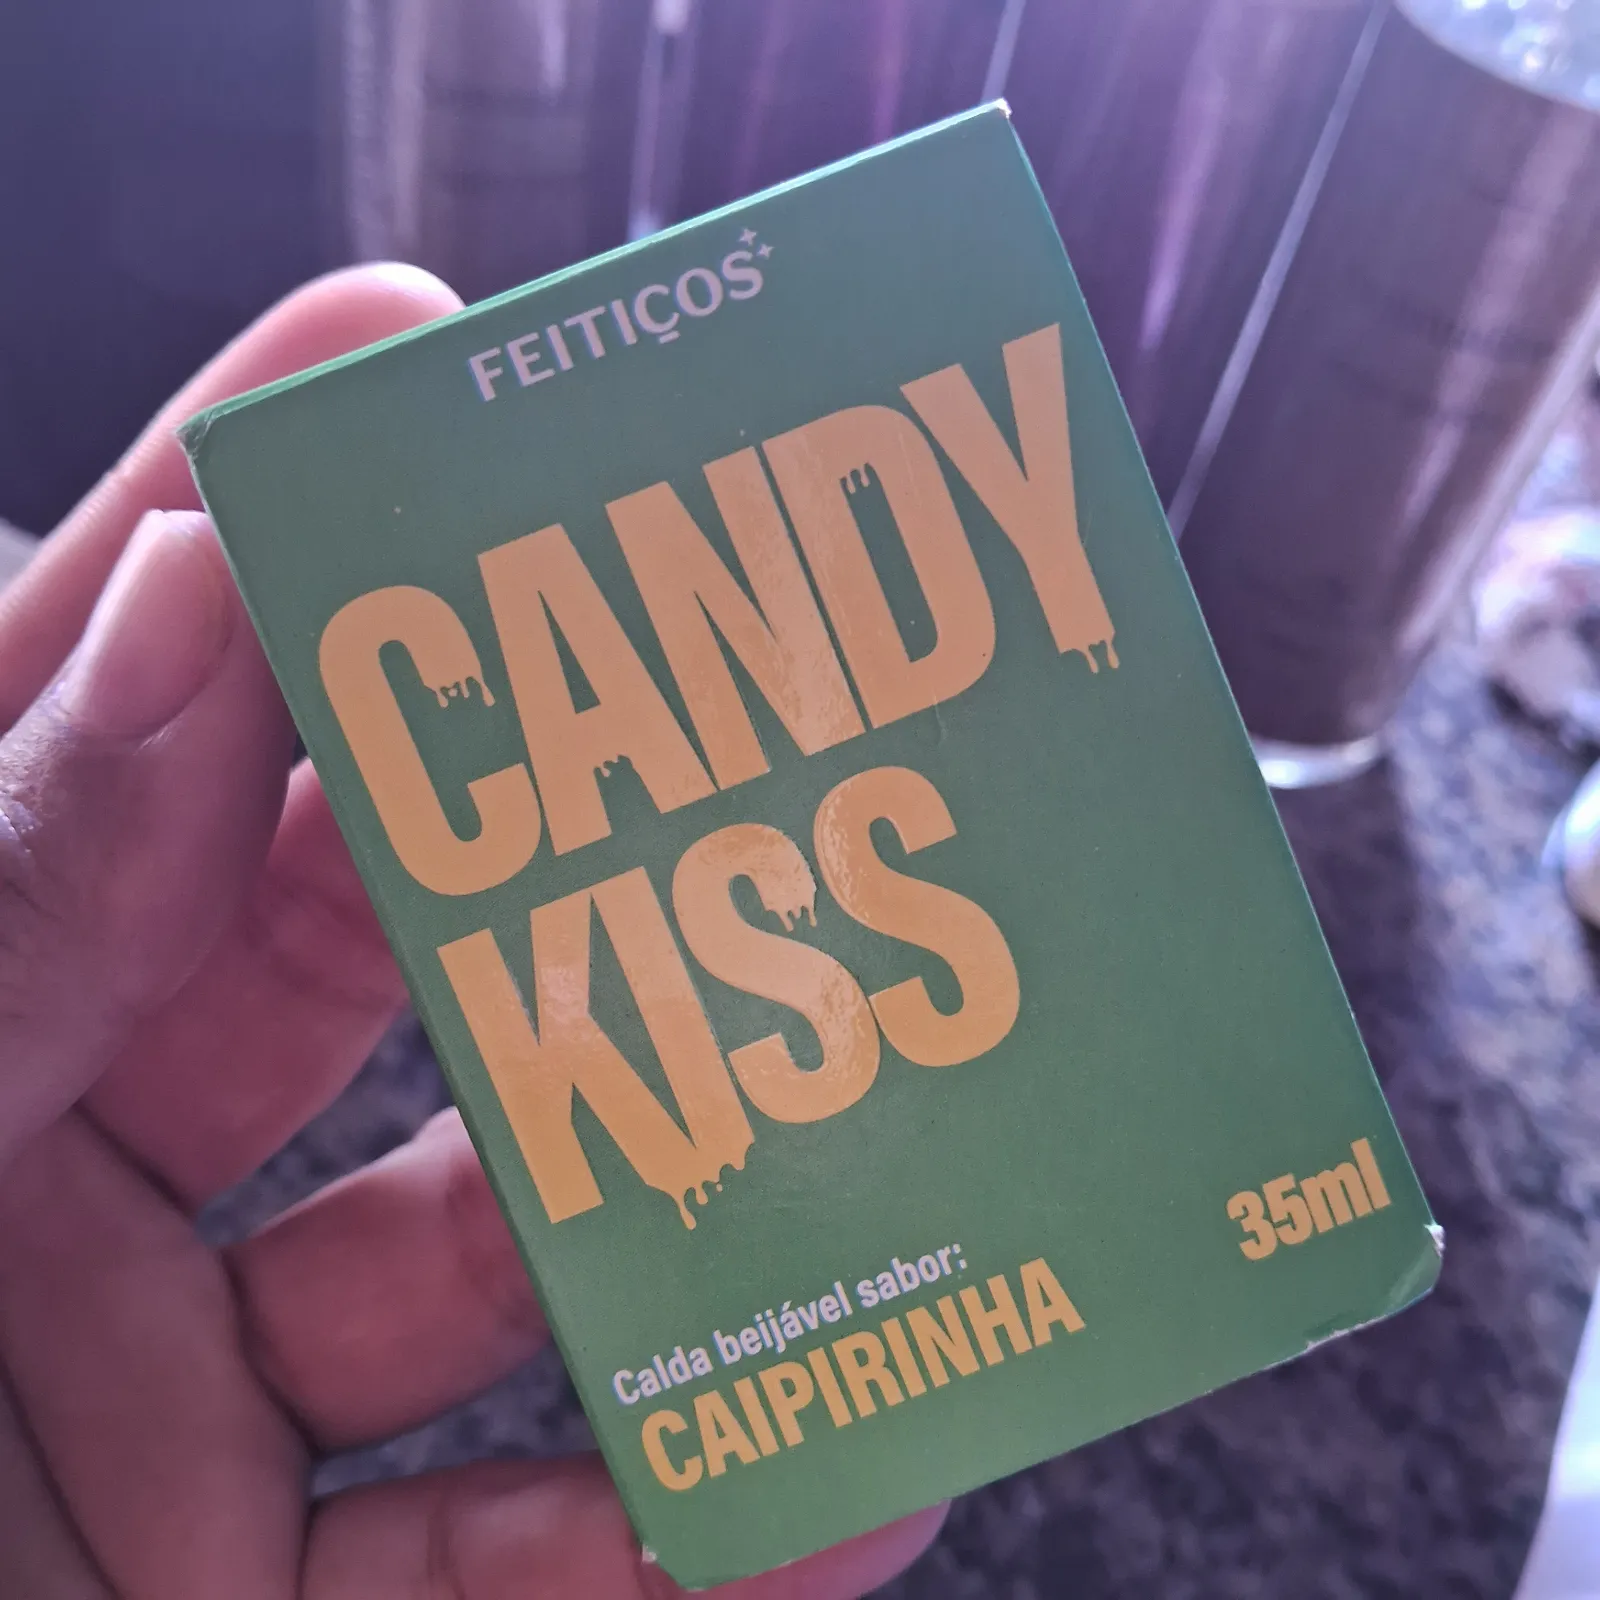 FEITIÇOS
CANDY
KISS
35ml
Calda beijável sabor:
CAIPIRINHA